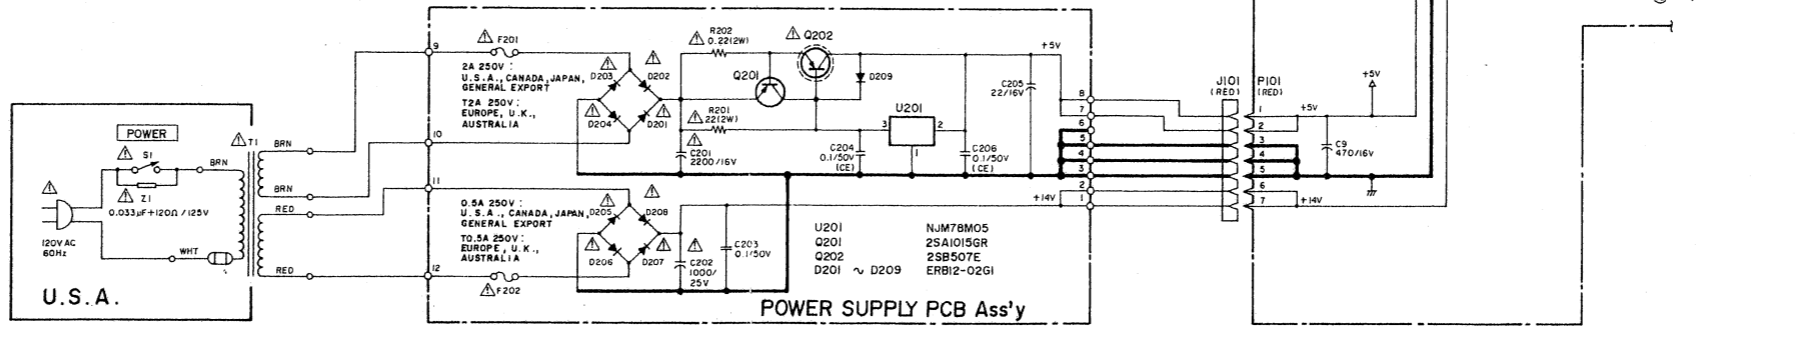 POWER
S1
BRN
Z1
0.033µF+120Ω/125V
120V AC
60Hz
WHT
U.S.A.
T1
BRN
BRN
RED
RED
9
10
11
12
F201
2A 250V :
U.S.A., CANADA, JAPAN,
GENERAL EXPORT
T2A 250V :
EUROPE, U.K.,
AUSTRALIA
D203
D202
D204
D201
0.5A 250V :
U.S.A., CANADA, JAPAN,
GENERAL EXPORT
T0.5A 250V :
EUROPE, U.K.,
AUSTRALIA
F202
D205
D208
D206
D207
R202
0.22(2W)
Q202
Q201
D209
R201
22(2W)
C201
2200/16V
U201
3
2
1
C204
0.1/50V
(CE)
C206
0.1/50V
(CE)
C205
22/16V
+5V
C202
1000/
25V
C203
0.1/50V
+14V
U201 NJM78M05
Q201 2SA1015GR
Q202 2SB507E
D201 ~ D209 ERB12-02G1
POWER SUPPLY PCB Ass'y
8
7
6
5
4
3
2
1
J101
(RED)
P101
(RED)
1
2
3
4
5
6
7
+5V
+14V
C9
470/16V
+5V